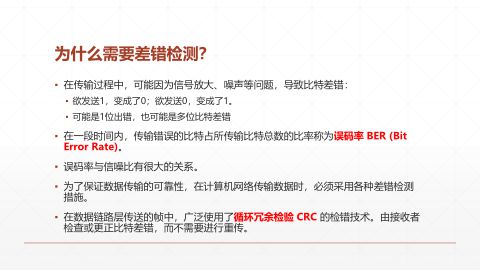 为什么需要差错检测?
▪ 在传输过程中，可能因为信号放大、噪声等问题，导致比特差错：
▪ 欲发送1，变成了0；欲发送0，变成了1。
▪ 可能是1位出错，也可能是多位比特差错
▪ 在一段时间内，传输错误的比特占所传输比特总数的比率称为误码率 BER (Bit
Error Rate)。
▪ 误码率与信噪比有很大的关系。
▪ 为了保证数据传输的可靠性，在计算机网络传输数据时，必须采用各种差错检测
措施。
▪ 在数据链路层传送的帧中，广泛使用了循环冗余检验 CRC 的检错技术。由接收者
检查或更正比特差错，而不需要进行重传。